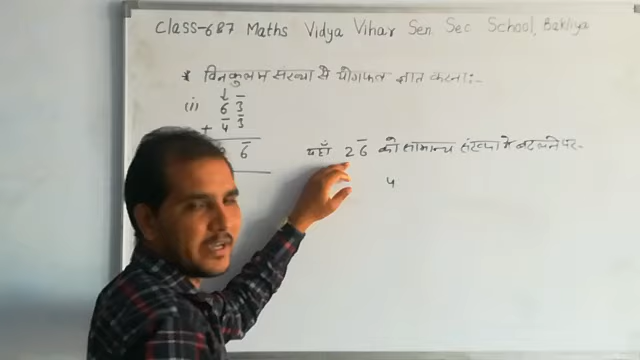 Class-6&7 Maths Vidya Vihar Sen. Sec School, Bakliya
* विनकुलम संख्या से योगफल ज्ञात करना:-
(i) ↓
6 3̅
+ 4̅ 3̅
6̅
यहाँ 2 6̅ को सामान्य संख्या मे बदलने पर-
4